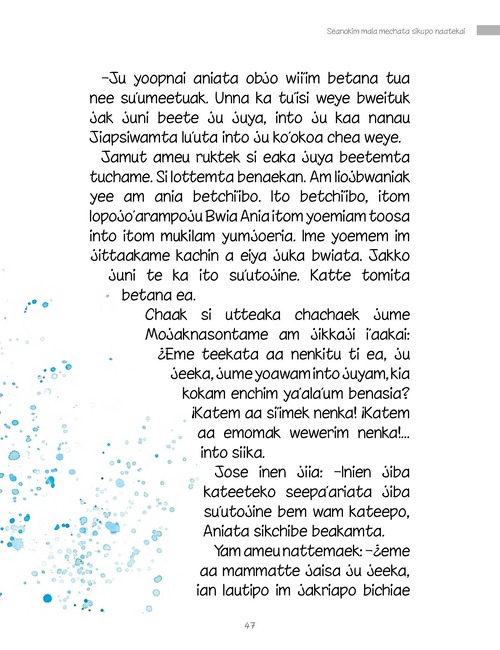 Seanokim mala mechata sikupo naatekai
–Ju yoopnai aniata objo wiiim betana tua
nee su'umeetuak. Unna ka tu'isi weye bweituk
jak juni beete ju juya, into ju kaa nanau
Jiapsiwamta lu'uta into ju ko'okoa chea weye.
Jamut ameu ruktek si eaka juya beetemta
tuchame. Si lottemta benaekan. Am liojbwaniak
yee am ania betchi'ibo. Ito betchi'ibo, itom
lopojo'arampoju Bwia Ania itom yoemiam toosa
into itom mukilam yumjoeria. Ime yoemem im
jittaakame kachin a eiya juka bwiata. Jakko
juni te ka ito su'utojine. Katte tomita
betana ea.
Chaak si utteaka chachaek jume
Mojaknasontame am jikkaji i'aakai:
¿Eme teekata aa nenkitu ti ea, ju
jeeka, jume yoawam into juyam, kia
kokam enchim ya'ala'um benasia?
¡Katem aa si'imek nenka! ¡Katem
aa emomak wewerim nenka!...
into siika.
Jose inen jiia: –Inien jiba
kateeteko seepa'ariata jiba
su'utojine bem wam kateepo,
Aniata sikchibe beakamta.
Yam ameu nattemaek: –¿eme
aa mammatte jaisa ju jeeka,
ian lautipo im jakriapo bichiae
47